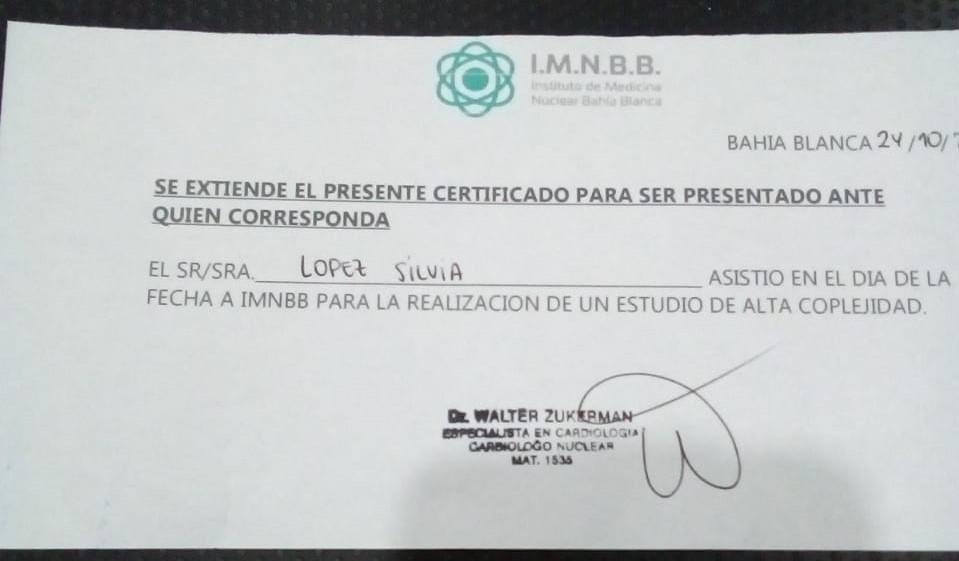 I.M.N.B.B.
Instituto de Medicina
Nuclear Bahía Blanca
BAHIA BLANCA 24/10/
SE EXTIENDE EL PRESENTE CERTIFICADO PARA SER PRESENTADO ANTE
QUIEN CORRESPONDA
EL SR/SRA. LOPEZ SILVIA ASISTIO EN EL DIA DE LA
FECHA A IMNBB PARA LA REALIZACION DE UN ESTUDIO DE ALTA COPLEJIDAD.
Dr. WALTER ZUKERMAN
ESPECIALISTA EN CARDIOLOGIA
CARDIOLOGO NUCLEAR
MAT. 1535